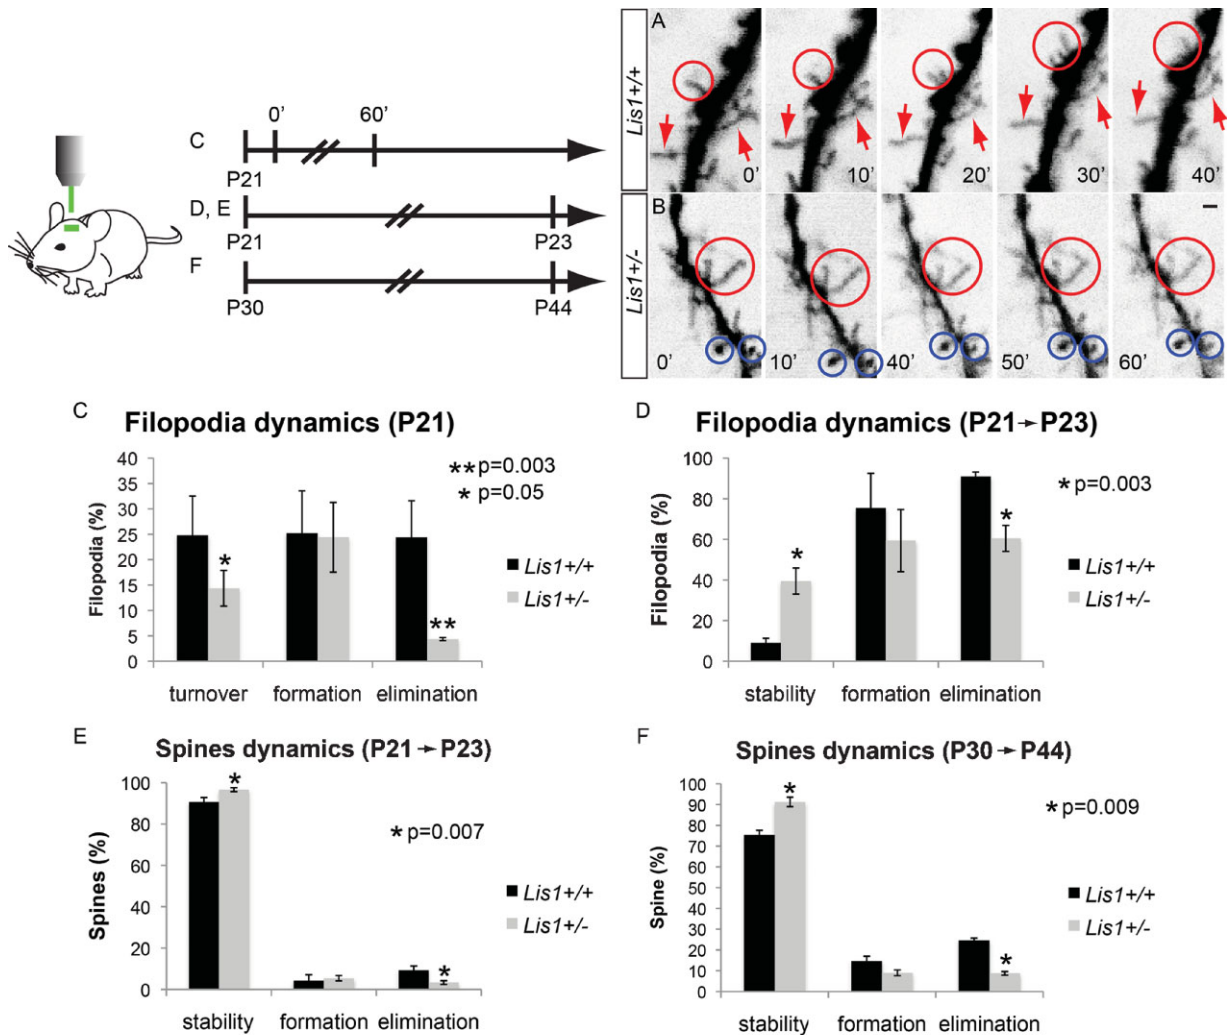 C
0' 60'
P21
D, E
P21 P23
F
P30 P44
A
Lis1+/+
0' 10' 20' 30' 40'
B
Lis1+/-
0' 10' 40' 50' 60'
C
Filopodia dynamics (P21)
Filopodia (%)
40
35
30
25
20
15
10
5
0
**p=0.003
* p=0.05
Lis1+/+
Lis1+/-
*
**
turnover formation elimination
D
Filopodia dynamics (P21→P23)
Filopodia (%)
100
80
60
40
20
0
*p=0.003
Lis1+/+
Lis1+/-
*
*
stability formation elimination
E
Spines dynamics (P21→P23)
Spines (%)
100
80
60
40
20
0
*p=0.007
Lis1+/+
Lis1+/-
*
*
stability formation elimination
F
Spines dynamics (P30→P44)
Spine (%)
100
90
80
70
60
50
40
30
20
10
0
*p=0.009
Lis1+/+
Lis1+/-
*
*
stability formation elimination